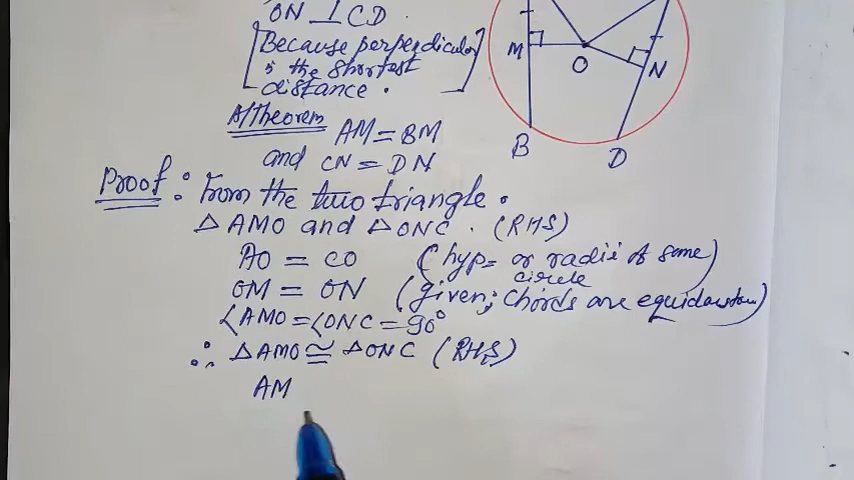 ON ⊥ CD.
[Because perpendicular
is the shortest
distance.]
A/Theorem
AM = BM
and CN = DN
M
O
N
B
D
Proof: From the two triangle.
△AMO and △ONC. (RHS)
AO = CO (hyp= or radii of same circle)
OM = ON (given; chords are equidistant)
∠AMO = ∠ONC = 90°
∴ △AMO ≅ △ONC (RHS)
AM